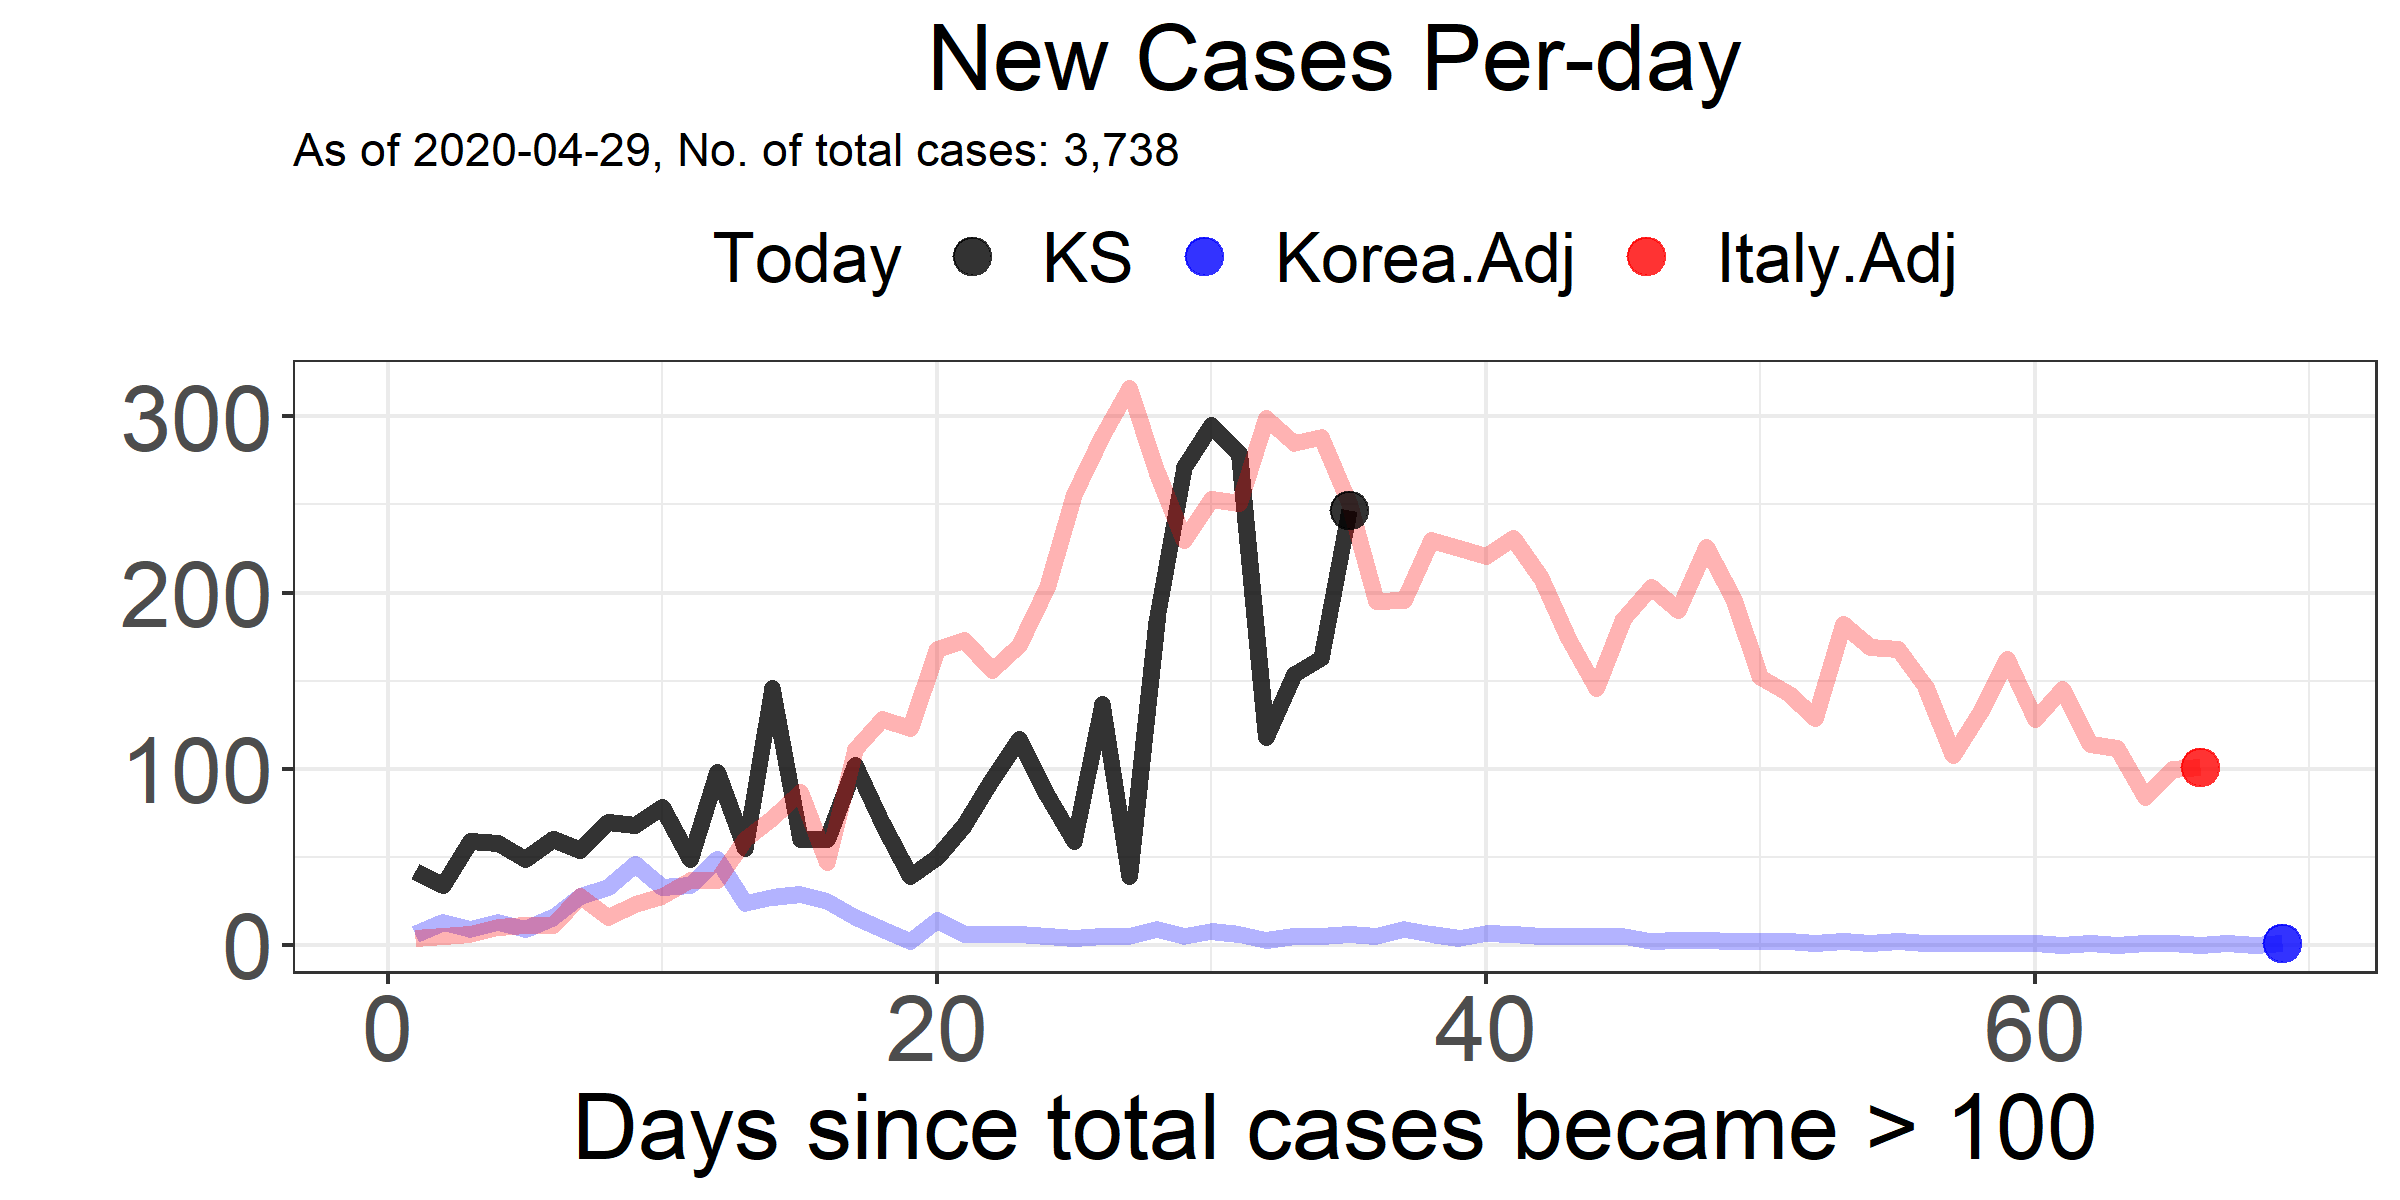 New Cases Per-day
As of 2020-04-29, No. of total cases: 3,738
Today KS Korea.Adj Italy.Adj
300
200
100
0
0 20 40 60
Days since total cases became > 100